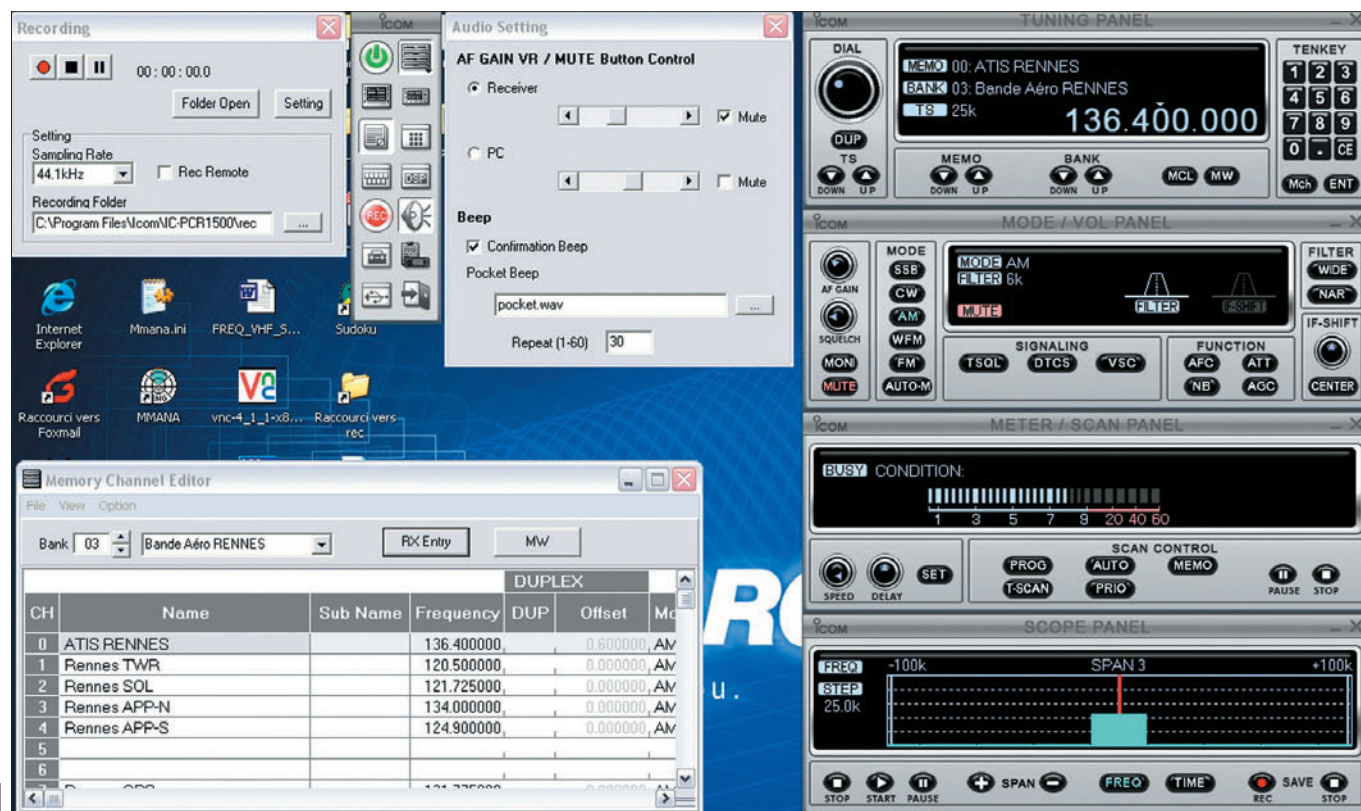 Recording
00 : 00 : 00.0
Folder Open
Setting
Setting
Sampling Rate
44.1kHz
Rec Remote
Recording Folder
C:\Program Files\Icom\IC-PCR1500\rec
...
ICOM
DSP
REC
Audio Setting
AF GAIN VR / MUTE Button Control
Receiver
Mute
PC
Mute
Beep
Confirmation Beep
Pocket Beep
pocket.wav
...
Repeat (1-60) 30
Internet Explorer
Mmana.ini
FREQ_VHF_S...
Sudoku
Raccourci vers Foxmail
MMANA
vnc-4_1_1-x8...
Raccourci vers rec
Memory Channel Editor
File View Option
Bank 03 Bande Aéro RENNES RX Entry MW
DUPLEX
CH Name Sub Name Frequency DUP Offset Mo
0 ATIS RENNES 136.400000, 0.600000, AM
1 Rennes TWR 120.500000, 0.000000, AM
2 Rennes SOL 121.725000, 0.000000, AM
3 Rennes APP-N 134.000000, 0.000000, AM
4 Rennes APP-S 124.900000, 0.000000, AM
5
6
u.
ICOM TUNING PANEL
DIAL
MEMO 00: ATIS RENNES
BANK 03: Bande Aéro RENNES
TS 25k
136.400.000
TENKEY
1 2 3
4 5 6
7 8 9
0 . CE
Mch ENT
DUP
TS
DOWN UP
MEMO
DOWN UP
BANK
DOWN UP
MCL MW
ICOM MODE / VOL PANEL
AF GAIN
SQUELCH
MON
MUTE
MODE
SSB
CW
AM
WFM
FM
AUTO-M
MODE AM
FILTER 6k
MUTE
FILTER
IF-SHIFT
FILTER
WIDE
NAR
IF-SHIFT
CENTER
SIGNALING
TSQL DTCS VSC
FUNCTION
AFC ATT
NB AGC
ICOM METER / SCAN PANEL
BUSY CONDITION:
1 3 5 7 9 20 40 60
SPEED DELAY SET
SCAN CONTROL
PROG AUTO MEMO
T-SCAN PRIO
PAUSE STOP
ICOM SCOPE PANEL
FREQ -100k SPAN 3 +100k
STEP
25.0k
STOP START PAUSE
SPAN
FREQ TIME
REC SAVE STOP